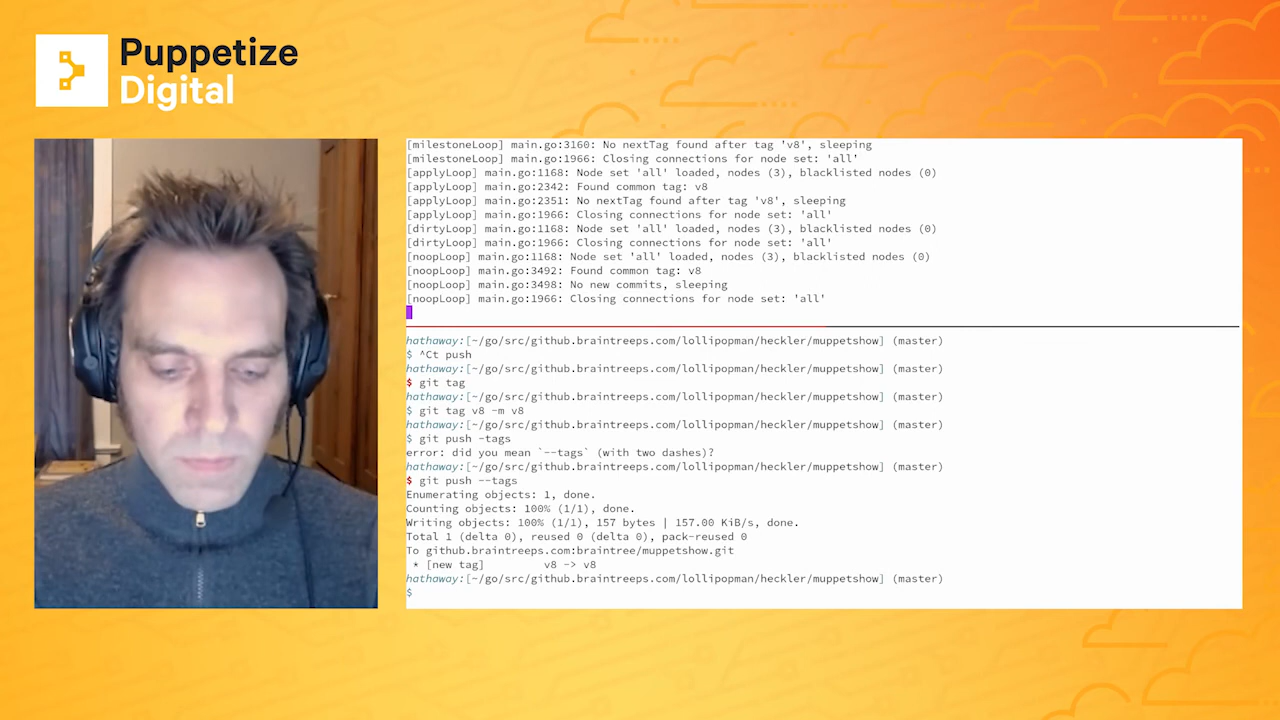 Puppetize
Digital
[milestoneLoop] main.go:3160: No nextTag found after tag 'v8', sleeping
[milestoneLoop] main.go:1966: Closing connections for node set: 'all'
[applyLoop] main.go:1168: Node set 'all' loaded, nodes (3), blacklisted nodes (0)
[applyLoop] main.go:2342: Found common tag: v8
[applyLoop] main.go:2351: No nextTag found after tag 'v8', sleeping
[applyLoop] main.go:1966: Closing connections for node set: 'all'
[dirtyLoop] main.go:1168: Node set 'all' loaded, nodes (3), blacklisted nodes (0)
[dirtyLoop] main.go:1966: Closing connections for node set: 'all'
[noopLoop] main.go:1168: Node set 'all' loaded, nodes (3), blacklisted nodes (0)
[noopLoop] main.go:3492: Found common tag: v8
[noopLoop] main.go:3498: No new commits, sleeping
[noopLoop] main.go:1966: Closing connections for node set: 'all'
hathaway:[~/go/src/github.braintreeps.com/lollipopman/heckler/muppetshow] (master)
$ ^Ct push
hathaway:[~/go/src/github.braintreeps.com/lollipopman/heckler/muppetshow] (master)
$ git tag
hathaway:[~/go/src/github.braintreeps.com/lollipopman/heckler/muppetshow] (master)
$ git tag v8 -m v8
hathaway:[~/go/src/github.braintreeps.com/lollipopman/heckler/muppetshow] (master)
$ git push -tags
error: did you mean `--tags` (with two dashes)?
hathaway:[~/go/src/github.braintreeps.com/lollipopman/heckler/muppetshow] (master)
$ git push --tags
Enumerating objects: 1, done.
Counting objects: 100% (1/1), done.
Writing objects: 100% (1/1), 157 bytes | 157.00 KiB/s, done.
Total 1 (delta 0), reused 0 (delta 0), pack-reused 0
To github.braintreeps.com:braintree/muppetshow.git
 * [new tag]         v8 -> v8
hathaway:[~/go/src/github.braintreeps.com/lollipopman/heckler/muppetshow] (master)
$